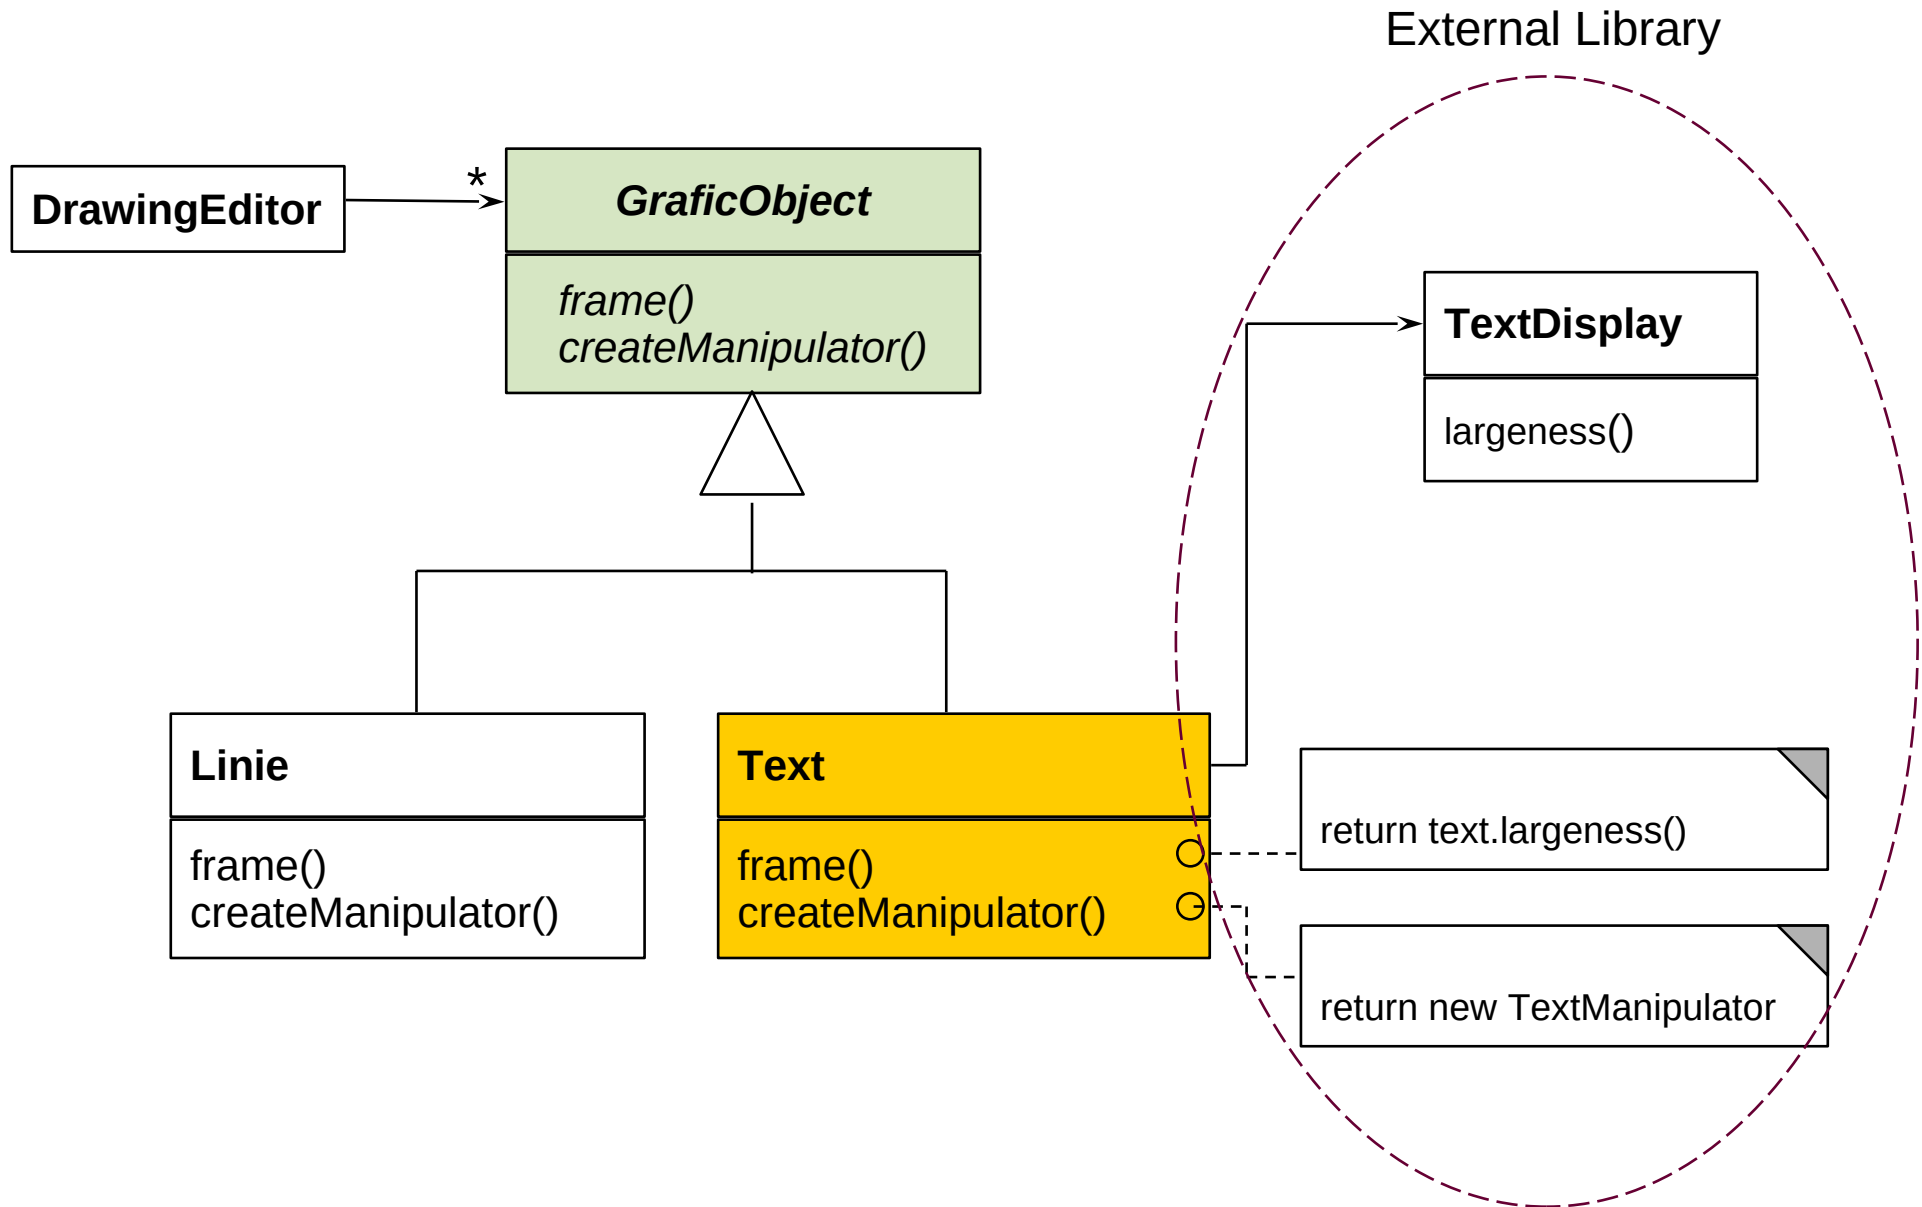 External Library
DrawingEditor
*
GraficObject
frame()
createManipulator()
TextDisplay
largeness()
Linie
frame()
createManipulator()
Text
frame()
createManipulator()
return text.largeness()
return new TextManipulator